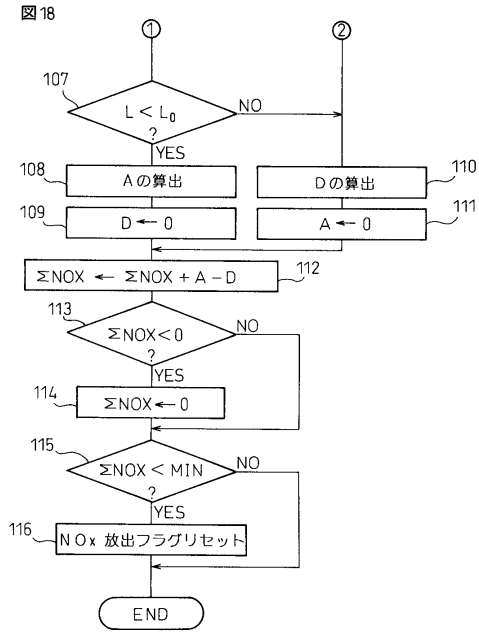 図18
1
2
107
L < L₀
?
NO
YES
108
Aの算出
Dの算出
110
109
D ← 0
A ← 0
111
ΣNOX ← ΣNOX + A − D
112
113
ΣNOX < 0
?
NO
YES
114
ΣNOX ← 0
115
ΣNOX < MIN
?
NO
YES
116
NOx 放出フラグリセット
END